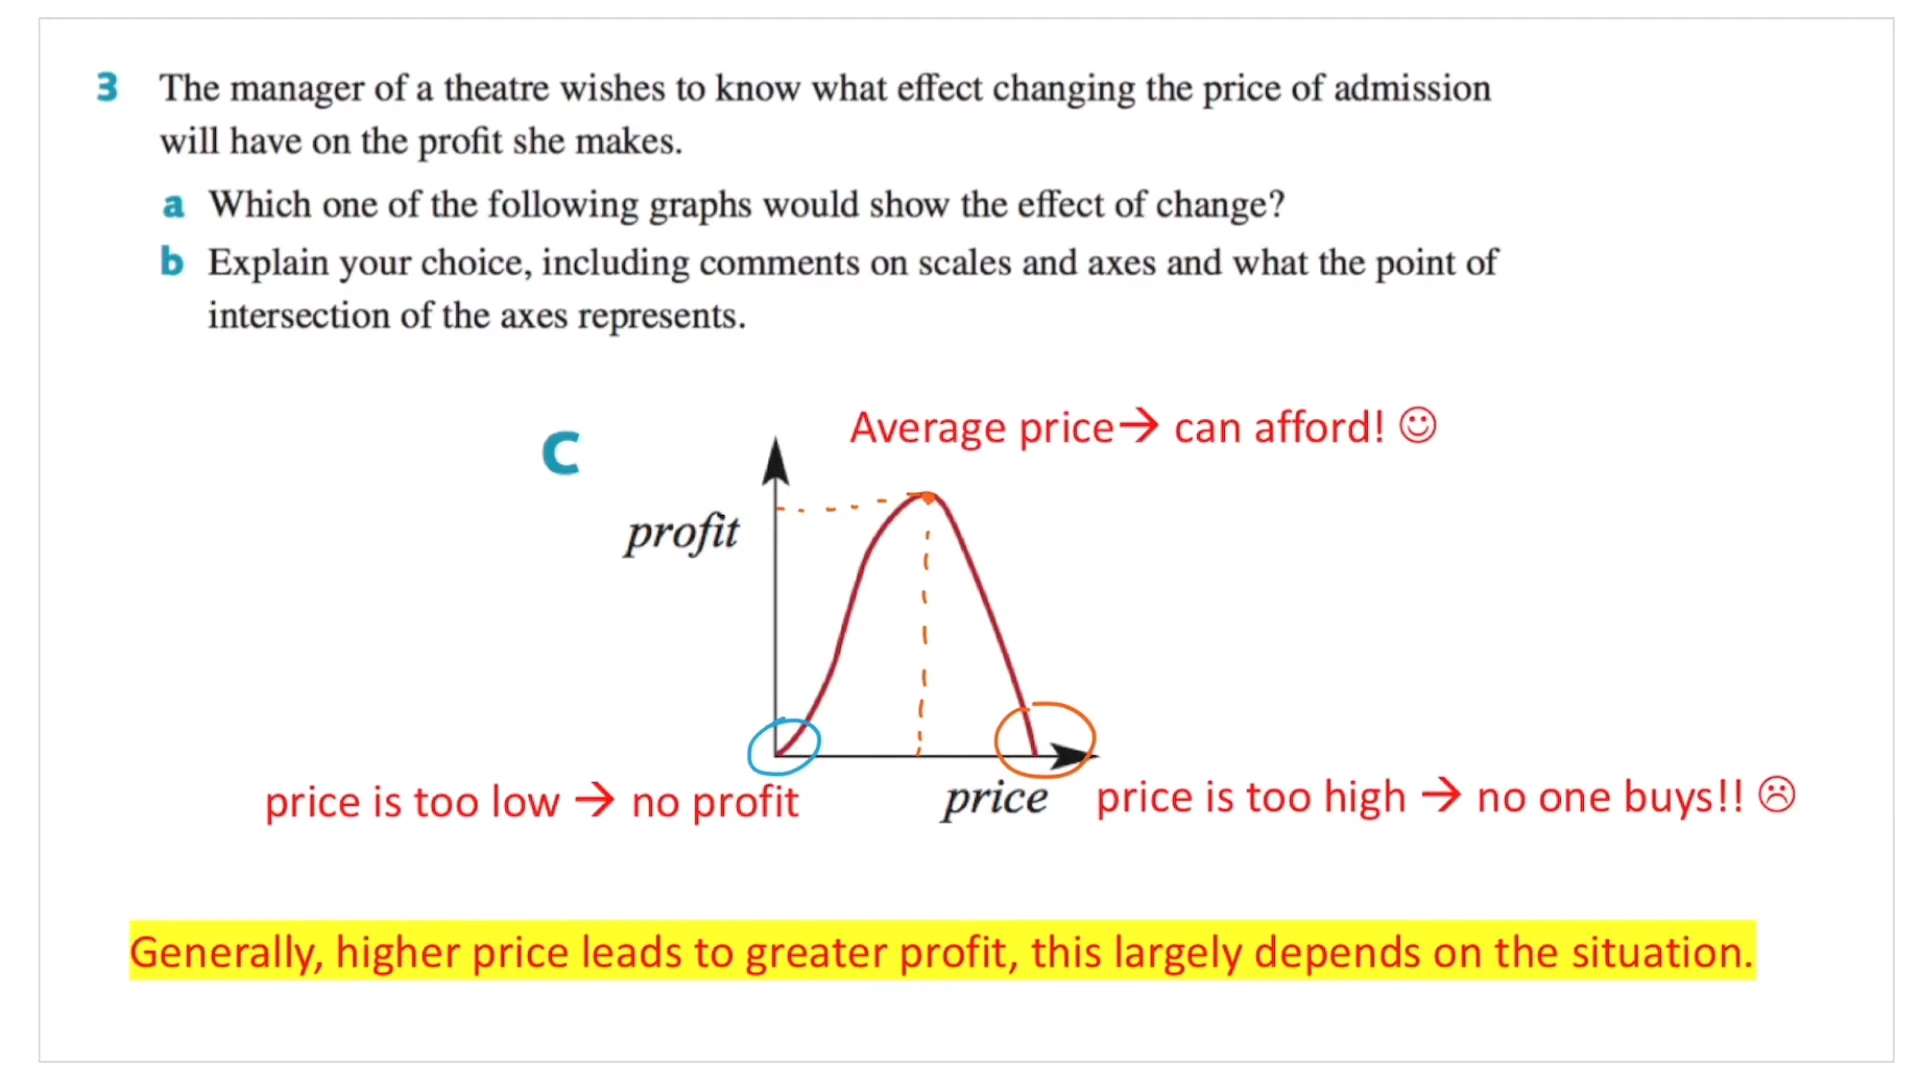 3 The manager of a theatre wishes to know what effect changing the price of admission
will have on the profit she makes.
a Which one of the following graphs would show the effect of change?
b Explain your choice, including comments on scales and axes and what the point of
intersection of the axes represents.
Average price→ can afford! ☺
C
profit
price is too low → no profit
price
price is too high → no one buys!! ☹
Generally, higher price leads to greater profit, this largely depends on the situation.